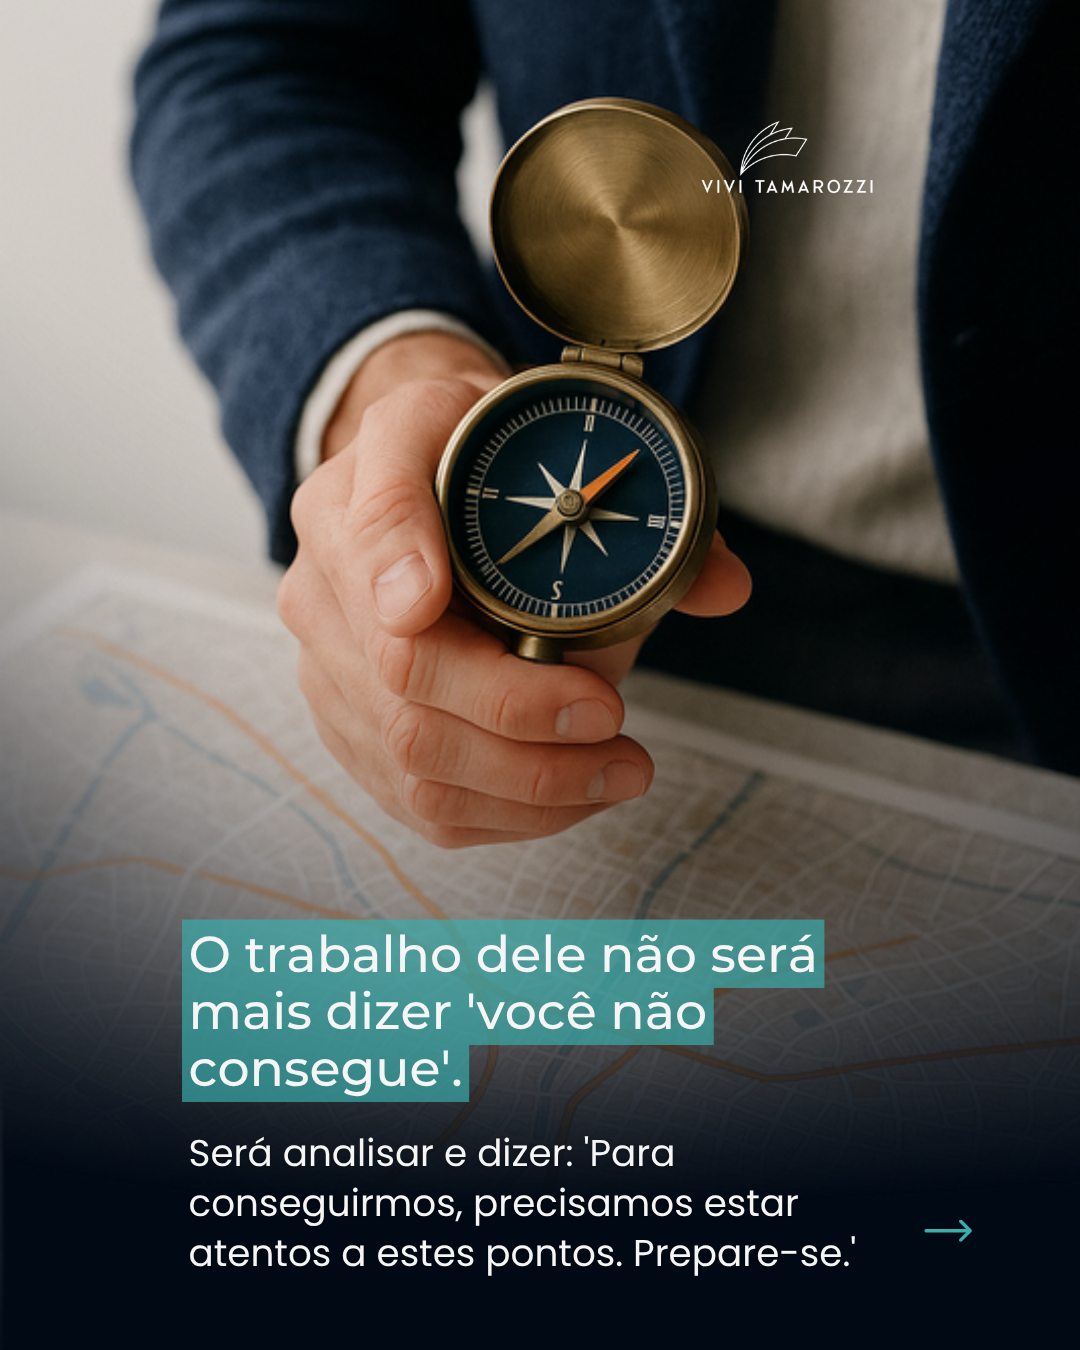 VIVI TAMAROZZI
n
S
O trabalho dele não será
mais dizer 'você não
consegue'.
Será analisar e dizer: 'Para
conseguirmos, precisamos estar
atentos a estes pontos. Prepare-se.'